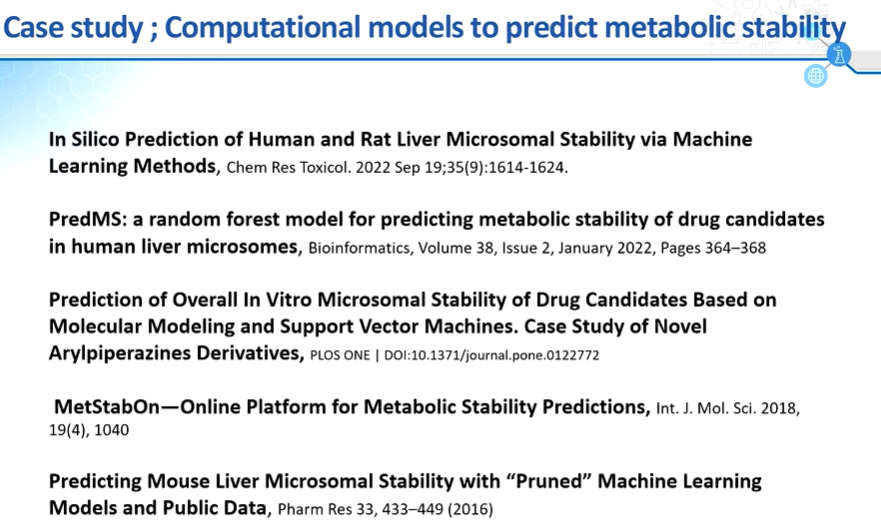 Case study ; Computational models to predict metabolic stability
In Silico Prediction of Human and Rat Liver Microsomal Stability via Machine
Learning Methods, Chem Res Toxicol. 2022 Sep 19;35(9):1614-1624.
PredMS: a random forest model for predicting metabolic stability of drug candidates
in human liver microsomes, Bioinformatics, Volume 38, Issue 2, January 2022, Pages 364–368
Prediction of Overall In Vitro Microsomal Stability of Drug Candidates Based on
Molecular Modeling and Support Vector Machines. Case Study of Novel
Arylpiperazines Derivatives, PLOS ONE | DOI:10.1371/journal.pone.0122772
MetStabOn—Online Platform for Metabolic Stability Predictions, Int. J. Mol. Sci. 2018,
19(4), 1040
Predicting Mouse Liver Microsomal Stability with “Pruned” Machine Learning
Models and Public Data, Pharm Res 33, 433–449 (2016)